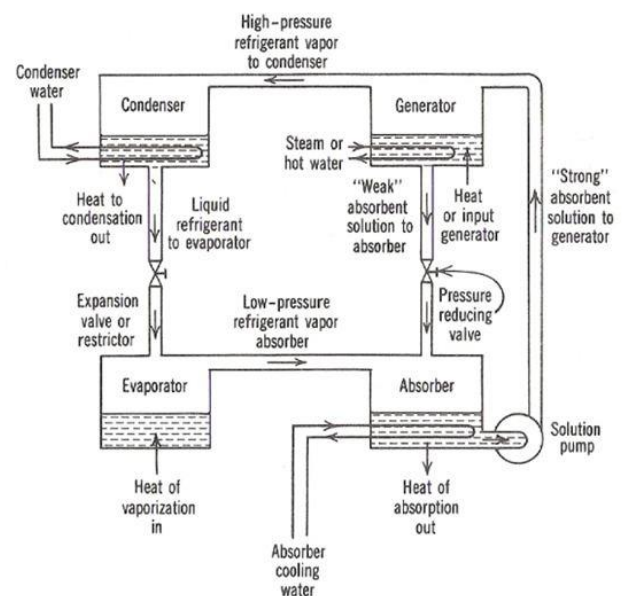 High-pressure
refrigerant vapor
to condenser
Condenser
water
Condenser
Generator
Steam or
hot water
Heat to
condensation
out
Liquid
refrigerant
to evaporator
"Weak"
absorbent
solution to
absorber
Heat
or input
generator
"Strong"
absorbent
solution to
generator
Expansion
valve or
restrictor
Low-pressure
refrigerant vapor
absorber
Pressure
reducing
valve
Evaporator
Absorber
Solution
pump
Heat of
vaporization
in
Heat of
absorption
out
Absorber
cooling
water